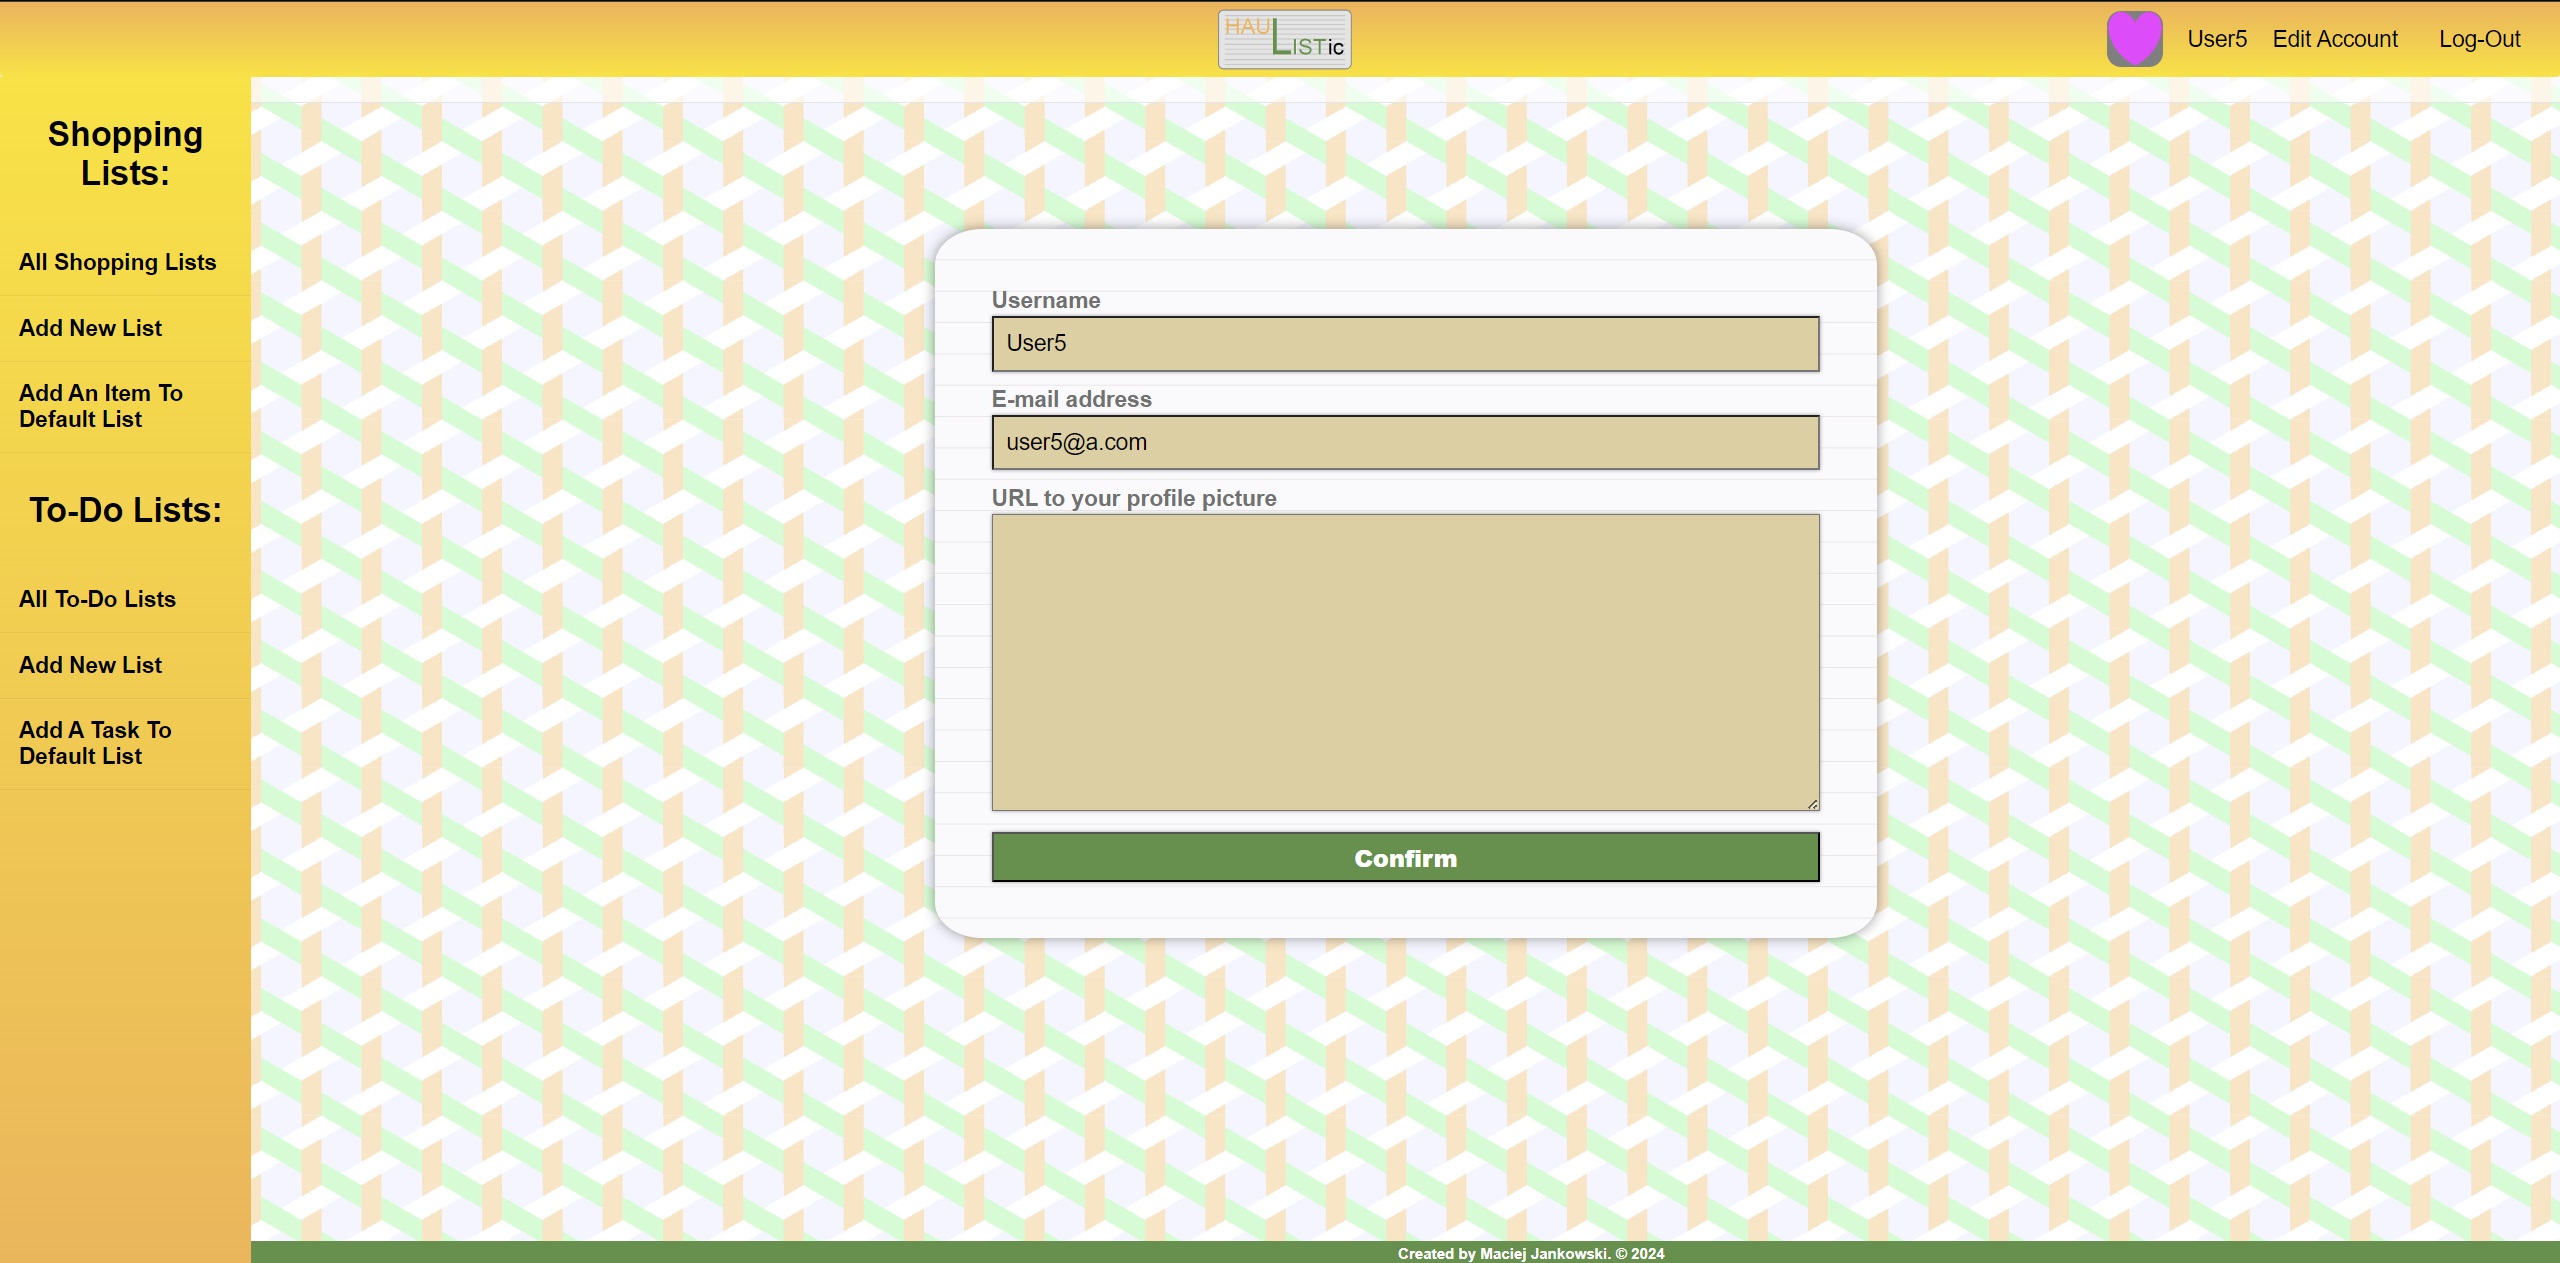 HAULISTic
User5 Edit Account Log-Out
Shopping
Lists:
All Shopping Lists
Add New List
Add An Item To
Default List
To-Do Lists:
All To-Do Lists
Add New List
Add A Task To
Default List
Username
User5
E-mail address
user5@a.com
URL to your profile picture
Confirm
Created by Maciej Jankowski. © 2024